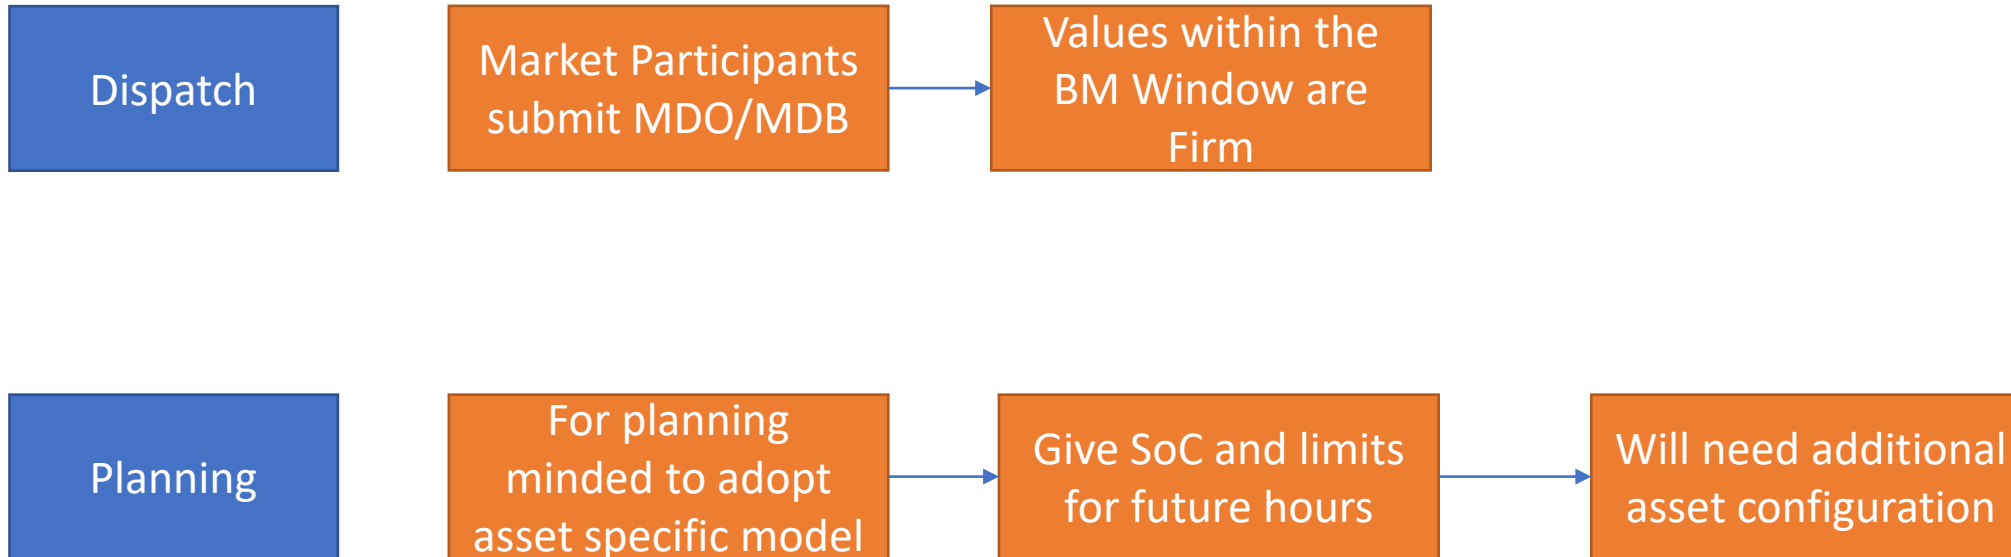 Dispatch
Market Participants
submit MDO/MDB
Values within the
BM Window are
Firm
Planning
For planning
minded to adopt
asset specific model
Give SoC and limits
for future hours
Will need additional
asset configuration